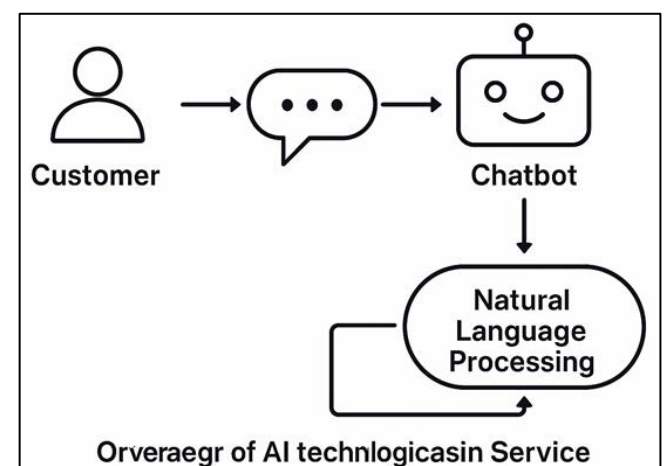 Customer
Chatbot
Natural
Language
Processing
Orveraegr of AI technlogicasin Service